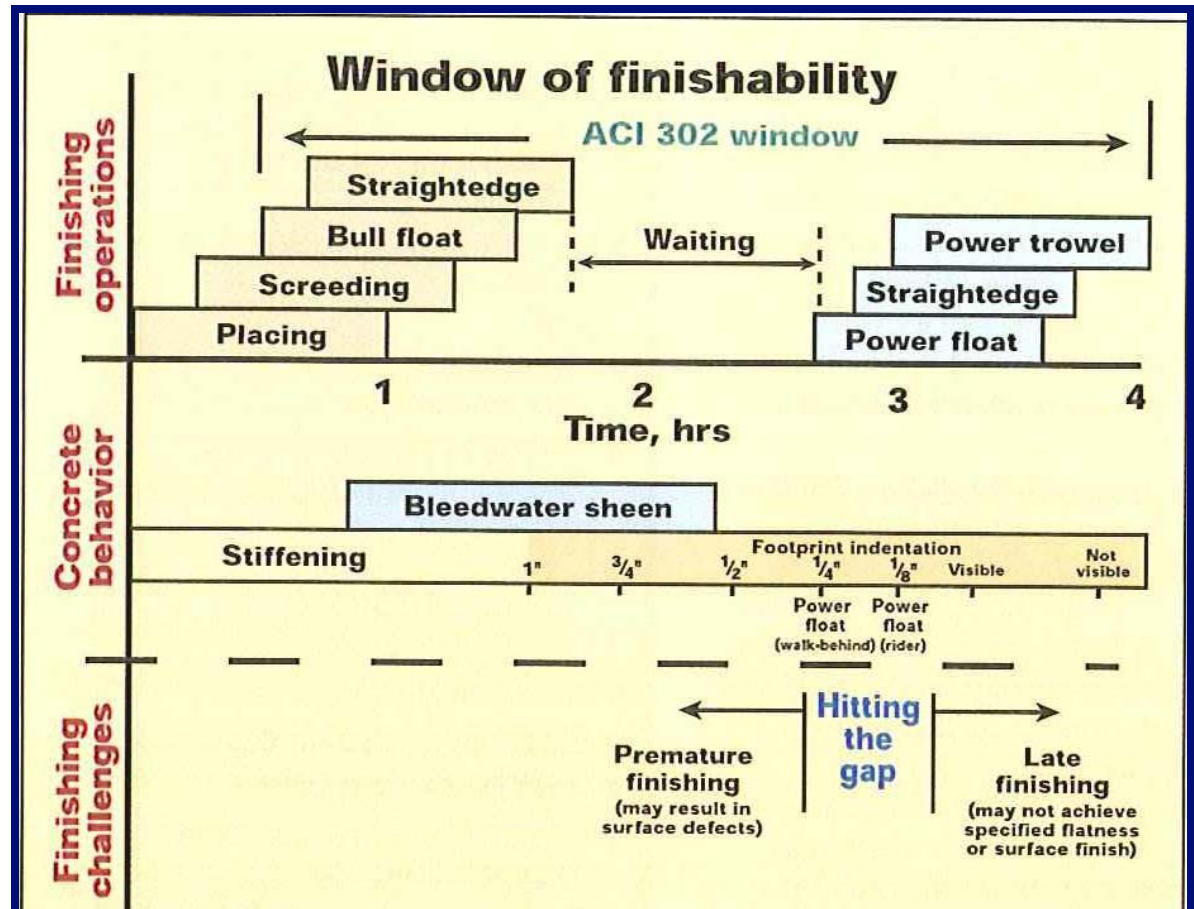 Window of finishability
ACI 302 window
Finishing
operations
Straightedge
Bull float
Screeding
Placing
Waiting
Power trowel
Straightedge
Power float
1 2 3 4
Time, hrs
Concrete
behavior
Bleedwater sheen
Stiffening
Footprint indentation
1" 3/4" 1/2" 1/4" 1/8" Visible Not
visible
Power
float
(walk-behind)
Power
float
(rider)
Finishing
challenges
Premature
finishing
(may result in
surface defects)
Hitting
the
gap
Late
finishing
(may not achieve
specified flatness
or surface finish)